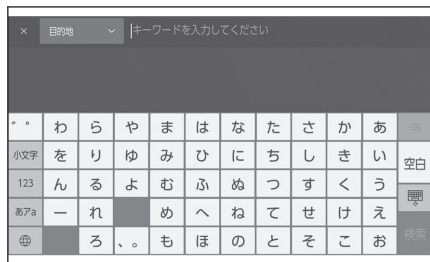 × 目的地 キーワードを入力してください
゛゜ わ ら や ま は な た さ か あ
小文字 を り ゆ み ひ に ち し き い 空白
123 ん る よ む ふ ぬ つ す く う
あアa ー れ め へ ね て せ け え
ろ 、。 も ほ の と そ こ お 検索